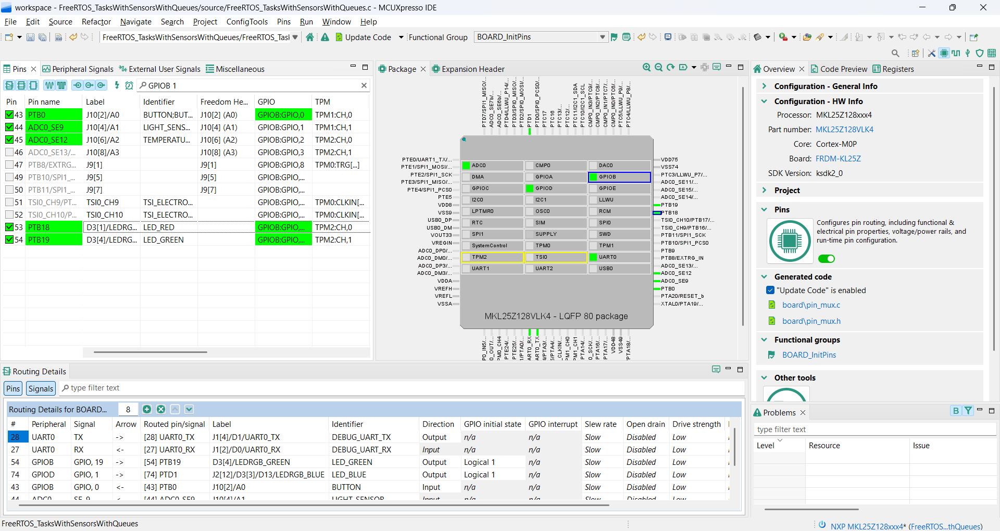 workspace - FreeRTOS_TasksWithSensorsWithQueues/source/FreeRTOS_TasksWithSensorsWithQueues.c - MCUXpresso IDE
File Edit Source Refactor Navigate Search Project ConfigTools Pins Run Window Help
FreeRTOS_TasksWithSensorsWithQueues/FreeRTOS_Tas Update Code Functional Group BOARD_InitPins
Pins Peripheral Signals External User Signals Miscellaneous
GPIOB 1
Pin Pin name Label Identifier Freedom He... GPIO TPM
43 PTB0 J10[2]/A0 BUTTON;BUT... J10[2] (A0) GPIOB:GPIO,0 TPM1:CH,0
44 ADC0_SE9 J10[4]/A1 LIGHT_SENS... J10[4] (A1) GPIOB:GPIO,1 TPM1:CH,1
45 ADC0_SE12 J10[6]/A2 TEMPERATU... J10[6] (A2) GPIOB:GPIO,2 TPM2:CH,0
46 ADC0_SE13/... J10[8]/A3 J10[8] (A3) GPIOB:GPIO,3 TPM2:CH,1
47 PTB8/EXTRG... J9[1] J9[1] GPIOB:GPIO,8 TPM0:TRG[...]
49 PTB10/SPI1_... J9[5] J9[5] GPIOB:GPIO,...
50 PTB11/SPI1_... J9[7] J9[7] GPIOB:GPIO,...
51 TSI0_CH9/PT... TSI0_CH9 TSI_ELECTRO... GPIOB:GPIO,... TPM0:CLKIN[...
52 TSI0_CH10/P... TSI0_CH10 TSI_ELECTRO... GPIOB:GPIO,... TPM0:CLKIN[...
53 PTB18 D3[1]/LEDRG... LED_RED GPIOB:GPIO,... TPM2:CH,0
54 PTB19 D3[4]/LEDRG... LED_GREEN GPIOB:GPIO,... TPM2:CH,1
Package Expansion Header
PTD7/SPI1_MISO/...
ADC0_SE7b/...
ADC0_SE6b/...
PTD4/LLWU_P14/...
PTD3/SPI0_MISO/...
PTD2/SPI0_MOSI/...
PTD1
PTD0/SPI0_PCS0/...
PTC17
PTC16
PTC13/...
PTC12/...
PTC11/I2C1_SDA
PTC10/I2C1_SCL
CMP0_IN3/PTC9/...
CMP0_IN2/PTC8/...
CMP0_IN1/PTC7/...
CMP0_IN0/PTC6/...
PTC5/LLWU_P9/...
PTC4/LLWU_P8/...
PTE0/UART1_TX/...
PTE1/SPI1_MOSI/...
PTE2/SPI1_SCK
PTE3/SPI1_MISO/...
PTE4/SPI1_PCS0
PTE5
VDD8
VSS9
USB0_DP
USB0_DM
VOUT33
VREGIN
ADC0_DP0/...
ADC0_DM0/...
ADC0_DP3/...
ADC0_DM3/...
VDDA
VREFH
VREFL
VSSA
ADC0 CMP0 DAC0
DMA GPIOA GPIOB
GPIOC GPIOD GPIOE
I2C0 I2C1 LLWU
LPTMR0 OSC0 RCM
RTC SIM SPI0
SPI1 SUPPLY SWD
SystemControl TPM0 TPM1
TPM2 TSI0 UART0
UART1 UART2 USB0
MKL25Z128VLK4 - LQFP 80 package
VDD75
VSS74
PTC3/LLWU_P7/...
ADC0_SE11/...
ADC0_SE15/...
ADC0_SE14/...
PTB19
PTB18
TSI0_CH10/PTB17/...
TSI0_CH9/PTB16/...
PTB11/SPI1_SCK
PTB10/SPI1_PCS0
PTB9
PTB8/EXTRG_IN
ADC0_SE13/...
ADC0_SE12
ADC0_SE9
PTB0
PTA20/RESET_b
XTAL0/PTA19/...
P0_IN5/...
0_OUT/...
PM0_CH4
PTE24/...
PTE25/...
1/PTA0/...
ART0_RX
ART0_TX
4/PTA3/...
5/PTA4/...
_CLKIN/...
PM1_CH0
PM1_CH1
PTA14/...
0_SCK/...
PTA16/...
PTA17/...
VDD48
VSS49
PTA18/...
Overview Code Preview Registers
Configuration - General Info
Configuration - HW Info
Processor: MKL25Z128xxx4
Part number: MKL25Z128VLK4
Core: Cortex-M0P
Board: FRDM-KL25Z
SDK Version: ksdk2_0
Project
Pins
Configures pin routing, including functional &
electrical pin properties, voltage/power rails, and
run-time pin configuration.
Generated code
"Update Code" is enabled
board\pin_mux.c
board\pin_mux.h
Functional groups
BOARD_InitPins
Other tools
Routing Details
Pins Signals type filter text
Routing Details for BOARD... 8
# Peripheral Signal Arrow Routed pin/signal Label Identifier Direction GPIO initial state GPIO interrupt Slew rate Open drain Drive strength
28 UART0 TX -> [28] UART0_TX J1[4]/D1/UART0_TX DEBUG_UART_TX Output n/a n/a Slow Disabled Low
27 UART0 RX <- [27] UART0_RX J1[2]/D0/UART0_RX DEBUG_UART_RX Input n/a n/a Slow Disabled Low
54 GPIOB GPIO, 19 -> [54] PTB19 D3[4]/LEDRGB_GREEN LED_GREEN Output Logical 1 n/a Slow Disabled Low
74 GPIOD GPIO, 1 -> [74] PTD1 J2[12]/D3[3]/D13/LEDRGB_BLUE LED_BLUE Output Logical 1 n/a Slow Disabled Low
43 GPIOB GPIO, 0 <- [43] PTB0 J10[2]/A0 BUTTON Input n/a n/a Slow Disabled Low
44 ADC0 SE, 9 <- [44] ADC0_SE9 J10[4]/A1 LIGHT_SENSOR Input n/a n/a Slow Disabled Low
Problems
type filter text
Level Resource Issue
FreeRTOS_TasksWithSensorsWithQueues
NXP MKL25Z128xxx4* (FreeRTOS...thQueues)